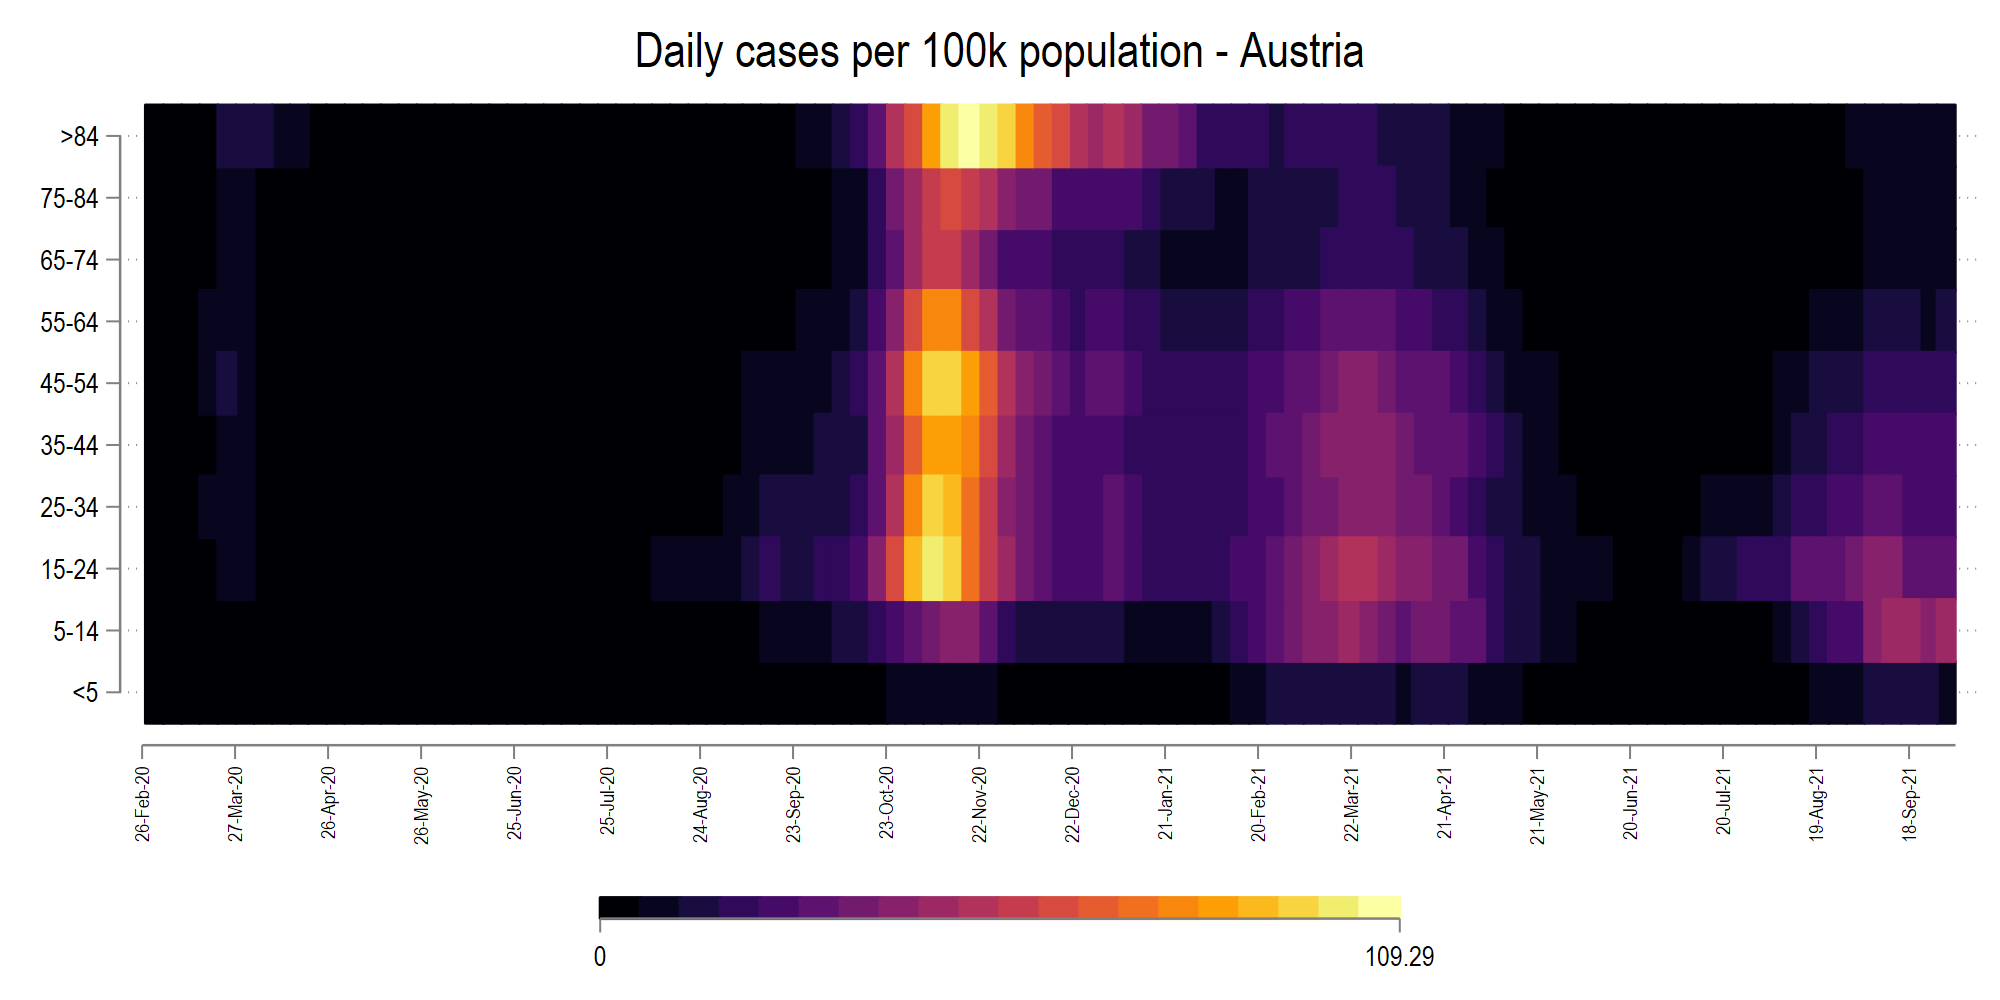 Daily cases per 100k population - Austria
>84
75-84
65-74
55-64
45-54
35-44
25-34
15-24
5-14
<5
26-Feb-20
27-Mar-20
26-Apr-20
26-May-20
25-Jun-20
25-Jul-20
24-Aug-20
23-Sep-20
23-Oct-20
22-Nov-20
22-Dec-20
21-Jan-21
20-Feb-21
22-Mar-21
21-Apr-21
21-May-21
20-Jun-21
20-Jul-21
19-Aug-21
18-Sep-21
0
109.29